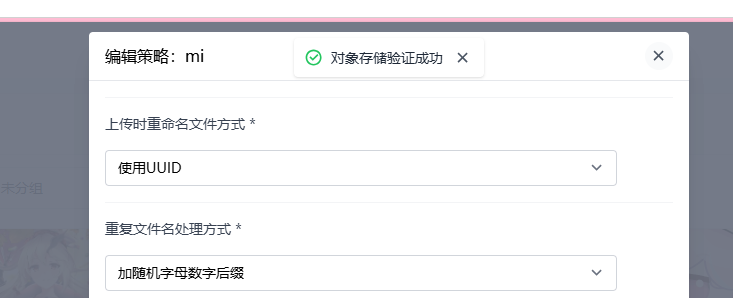 编辑策略：mi
对象存储验证成功
上传时重命名文件方式 *
使用UUID
未分组
重复文件名处理方式 *
加随机字母数字后缀